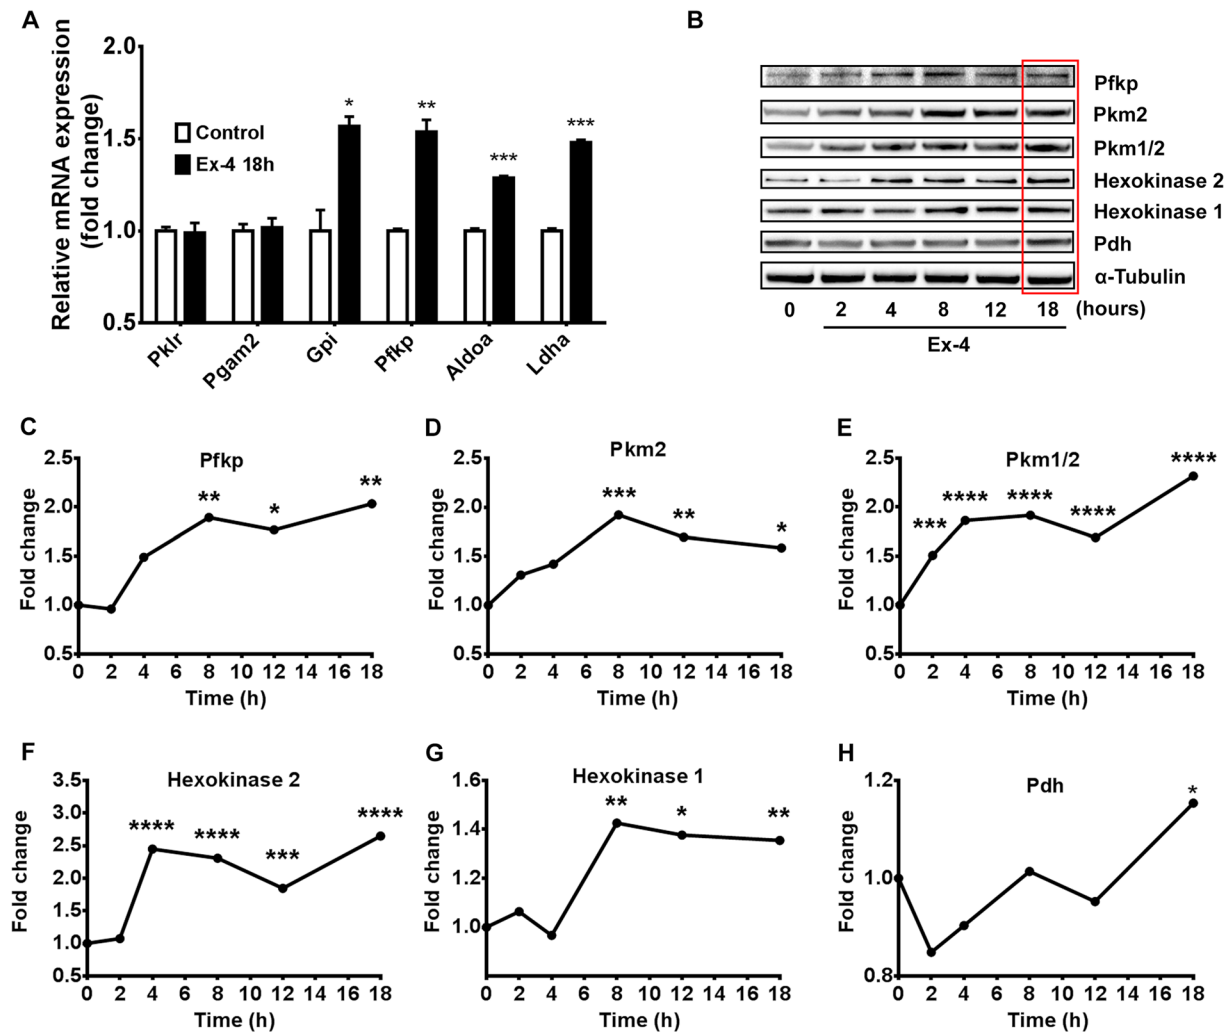 A
Relative mRNA expression
(fold change)
2.0
1.5
1.0
0.5
Control
Ex-4 18h
*
**
***
***
Pklr
Pgam2
Gpi
Pfkp
Aldoa
Ldha
B
Pfkp
Pkm2
Pkm1/2
Hexokinase 2
Hexokinase 1
Pdh
α-Tubulin
0 2 4 8 12 18 (hours)
Ex-4
C
Pfkp
Fold change
2.5
2.0
1.5
1.0
0.5
** * **
0 2 4 6 8 10 12 14 16 18
Time (h)
D
Pkm2
Fold change
2.5
2.0
1.5
1.0
0.5
*** ** *
0 2 4 6 8 10 12 14 16 18
Time (h)
E
Pkm1/2
Fold change
2.5
2.0
1.5
1.0
0.5
*** **** **** **** ****
0 2 4 6 8 10 12 14 16 18
Time (h)
F
Hexokinase 2
Fold change
3.5
3.0
2.5
2.0
1.5
1.0
0.5
**** **** *** ****
0 2 4 6 8 10 12 14 16 18
Time (h)
G
Hexokinase 1
Fold change
1.6
1.4
1.2
1.0
** * **
0 2 4 6 8 10 12 14 16 18
Time (h)
H
Pdh
Fold change
1.2
1.0
0.8
*
0 2 4 6 8 10 12 14 16 18
Time (h)